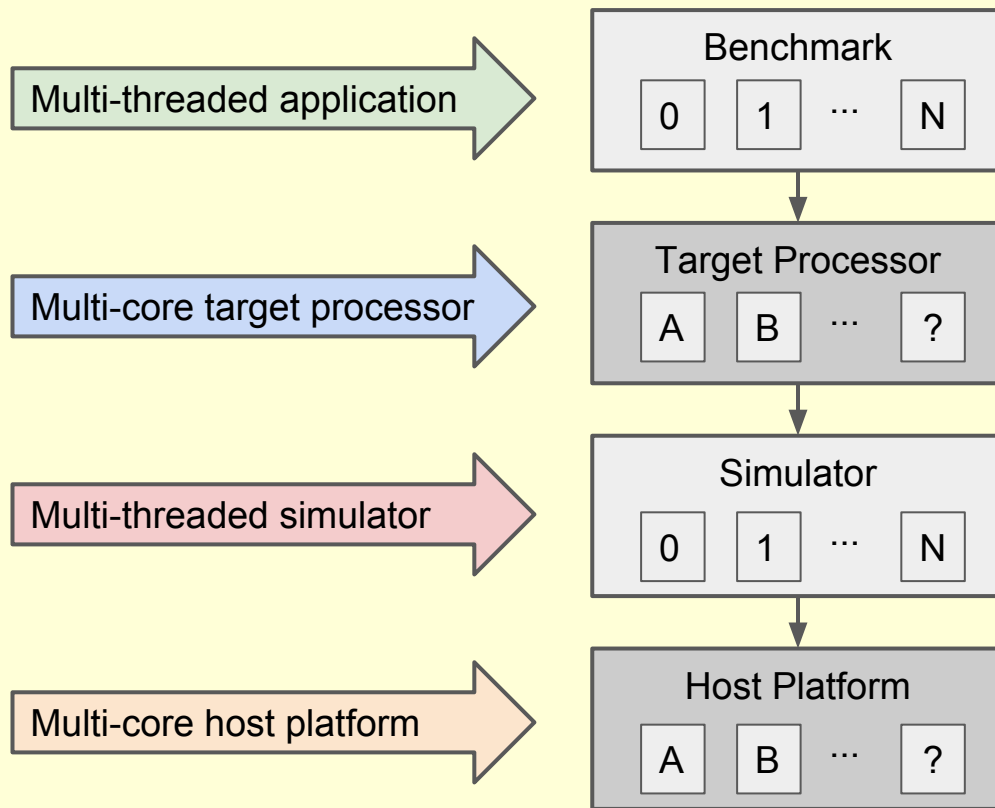 Multi-threaded application
Benchmark
0 1 ... N
Multi-core target processor
Target Processor
A B ... ?
Multi-threaded simulator
Simulator
0 1 ... N
Multi-core host platform
Host Platform
A B ... ?